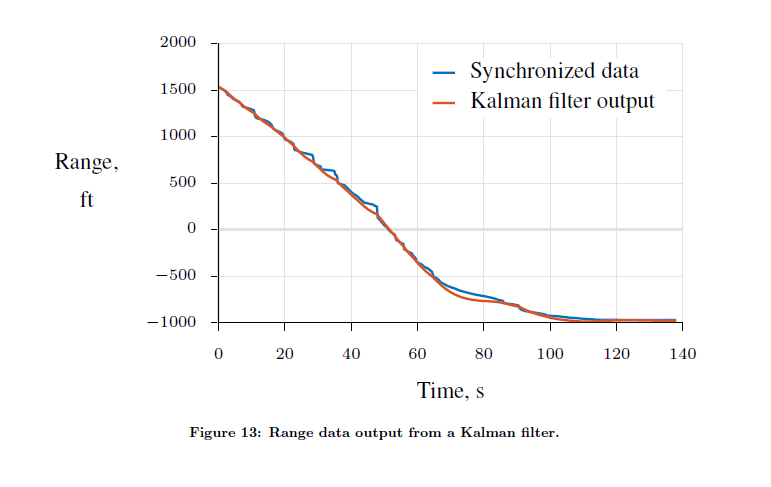 2000
1500
1000
500
0
−500
−1000
Range,
ft
Synchronized data
Kalman filter output
0 20 40 60 80 100 120 140
Time, s
Figure 13: Range data output from a Kalman filter.